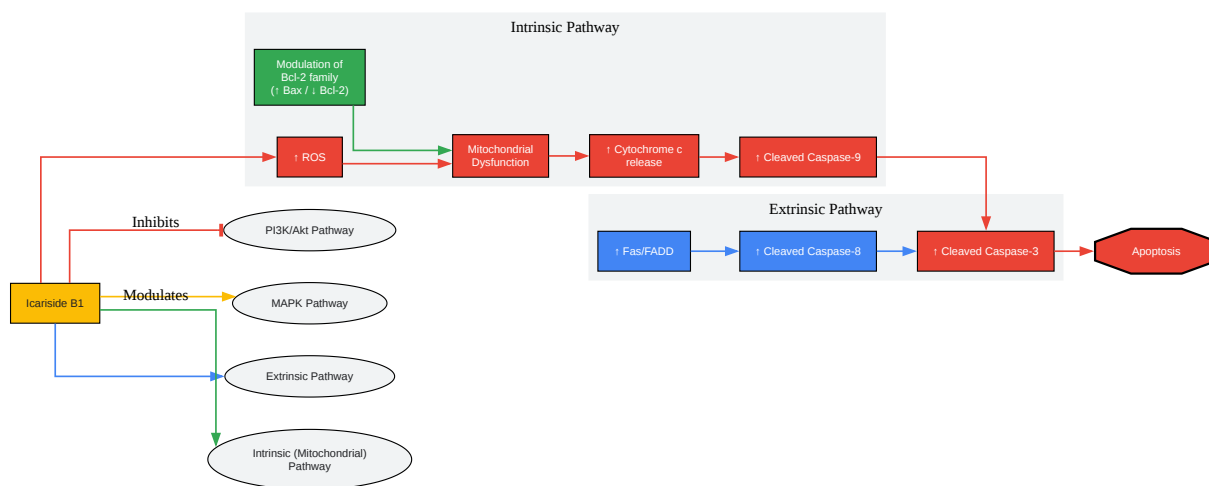 Intrinsic Pathway
Modulation of
Bcl-2 family
(↑ Bax / ↓ Bcl-2)
↑ ROS
Mitochondrial
Dysfunction
↑ Cytochrome c
release
↑ Cleaved Caspase-9
Extrinsic Pathway
↑ Fas/FADD
↑ Cleaved Caspase-8
↑ Cleaved Caspase-3
Apoptosis
Inhibits
PI3K/Akt Pathway
Icariside B1
Modulates
MAPK Pathway
Extrinsic Pathway
Intrinsic (Mitochondrial)
Pathway